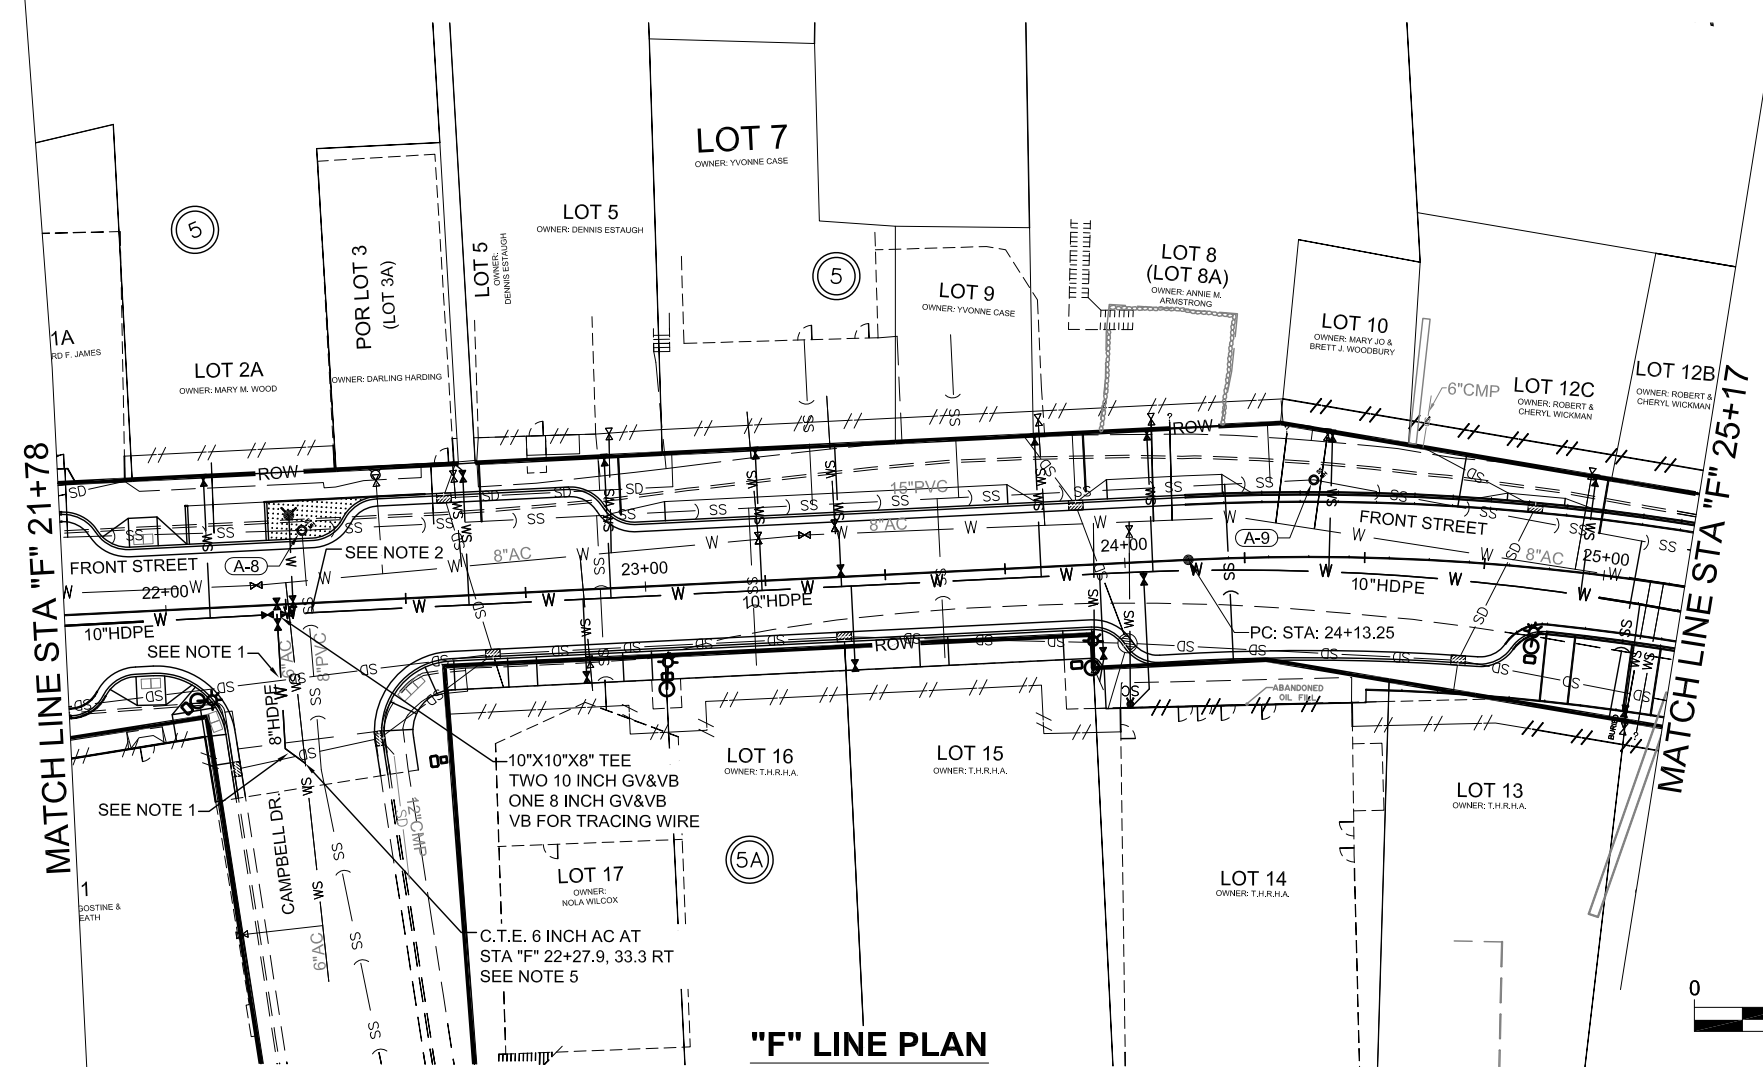 LOT 7
OWNER: YVONNE CASE
5
LOT 5
OWNER: DENNIS ESTAUGH
LOT 5
OWNER:
DENNIS ESTAUGH
POR LOT 3
(LOT 3A)
OWNER: DARLING HARDING
5
LOT 8
(LOT 8A)
OWNER: ANNIE M.
ARMSTRONG
LOT 9
OWNER: YVONNE CASE
LOT 10
OWNER: MARY JO &
BRETT J. WOODBURY
1A
RD F. JAMES
LOT 2A
OWNER: MARY M. WOOD
6"CMP
LOT 12C
OWNER: ROBERT &
CHERYL WICKMAN
LOT 12B
OWNER: ROBERT &
CHERYL WICKMAN
MATCH LINE STA "F" 21+78
MATCH LINE STA "F" 25+17
ROW
ROW
15"PVC
8"AC
FRONT STREET
A-8
SEE NOTE 2
8"AC
23+00
24+00
A-9
FRONT STREET
8"AC
25+00
22+00
10"HDPE
10"HDPE
10"HDPE
PC: STA: 24+13.25
SEE NOTE 1
8"PVC
8"HDPE
ROW
ABANDONED
OIL FILL
BURIED
SEE NOTE 1
CAMPBELL DR.
12"CMP
6"AC
10"X10"X8" TEE
TWO 10 INCH GV&VB
ONE 8 INCH GV&VB
VB FOR TRACING WIRE
LOT 16
OWNER: T.H.R.H.A.
LOT 15
OWNER: T.H.R.H.A.
LOT 13
OWNER: T.H.R.H.A.
5A
LOT 17
OWNER:
NOLA WILCOX
LOT 14
OWNER: T.H.R.H.A.
1
GOSTINE &
EATH
C.T.E. 6 INCH AC AT
STA "F" 22+27.9, 33.3 RT
SEE NOTE 5
0
"F" LINE PLAN